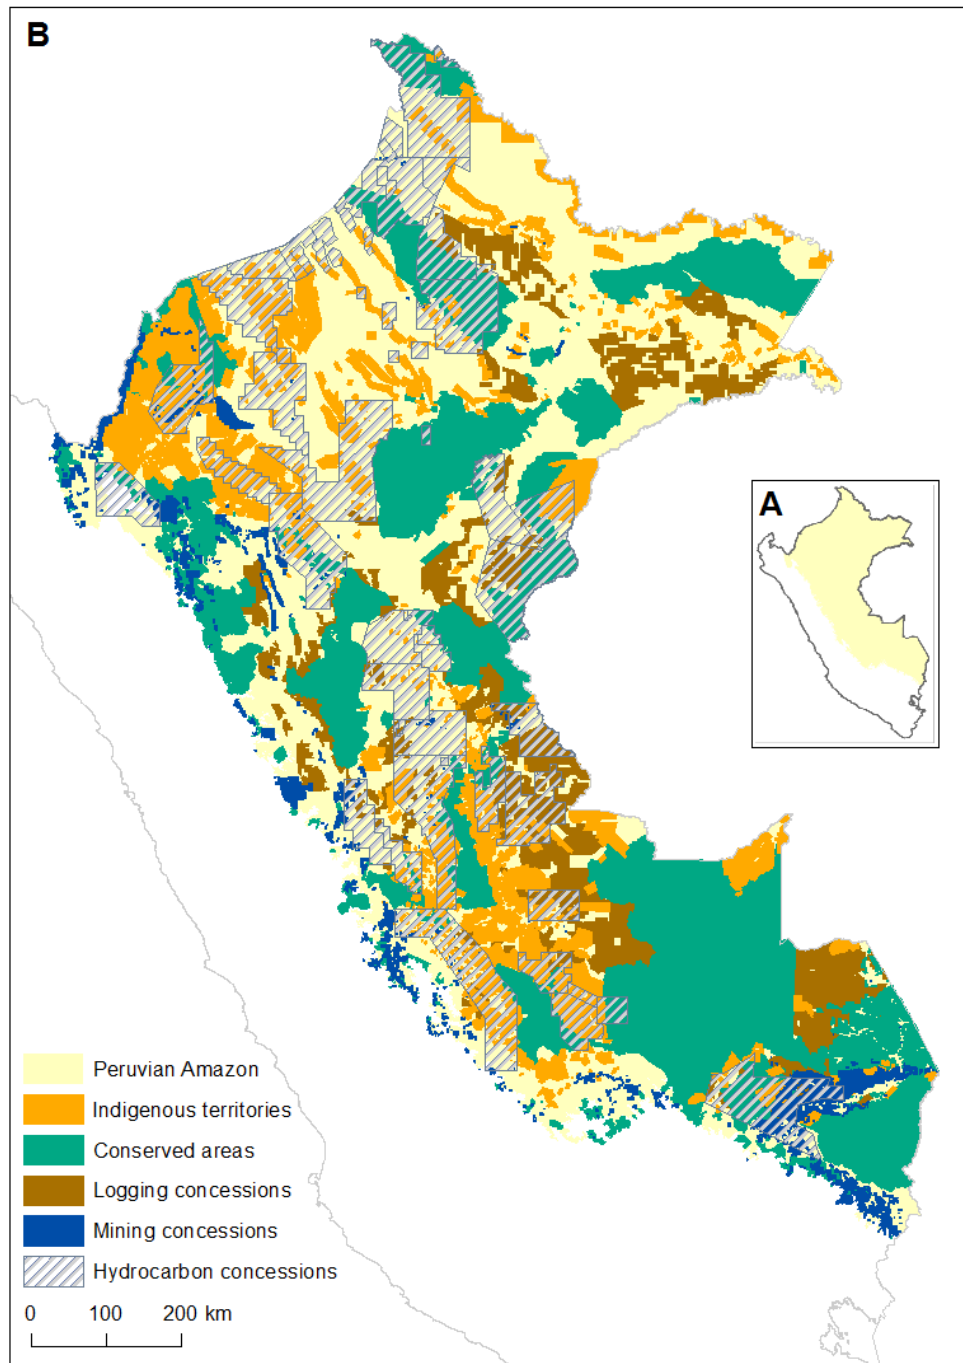 B
A
Peruvian Amazon
Indigenous territories
Conserved areas
Logging concessions
Mining concessions
Hydrocarbon concessions
0 100 200 km